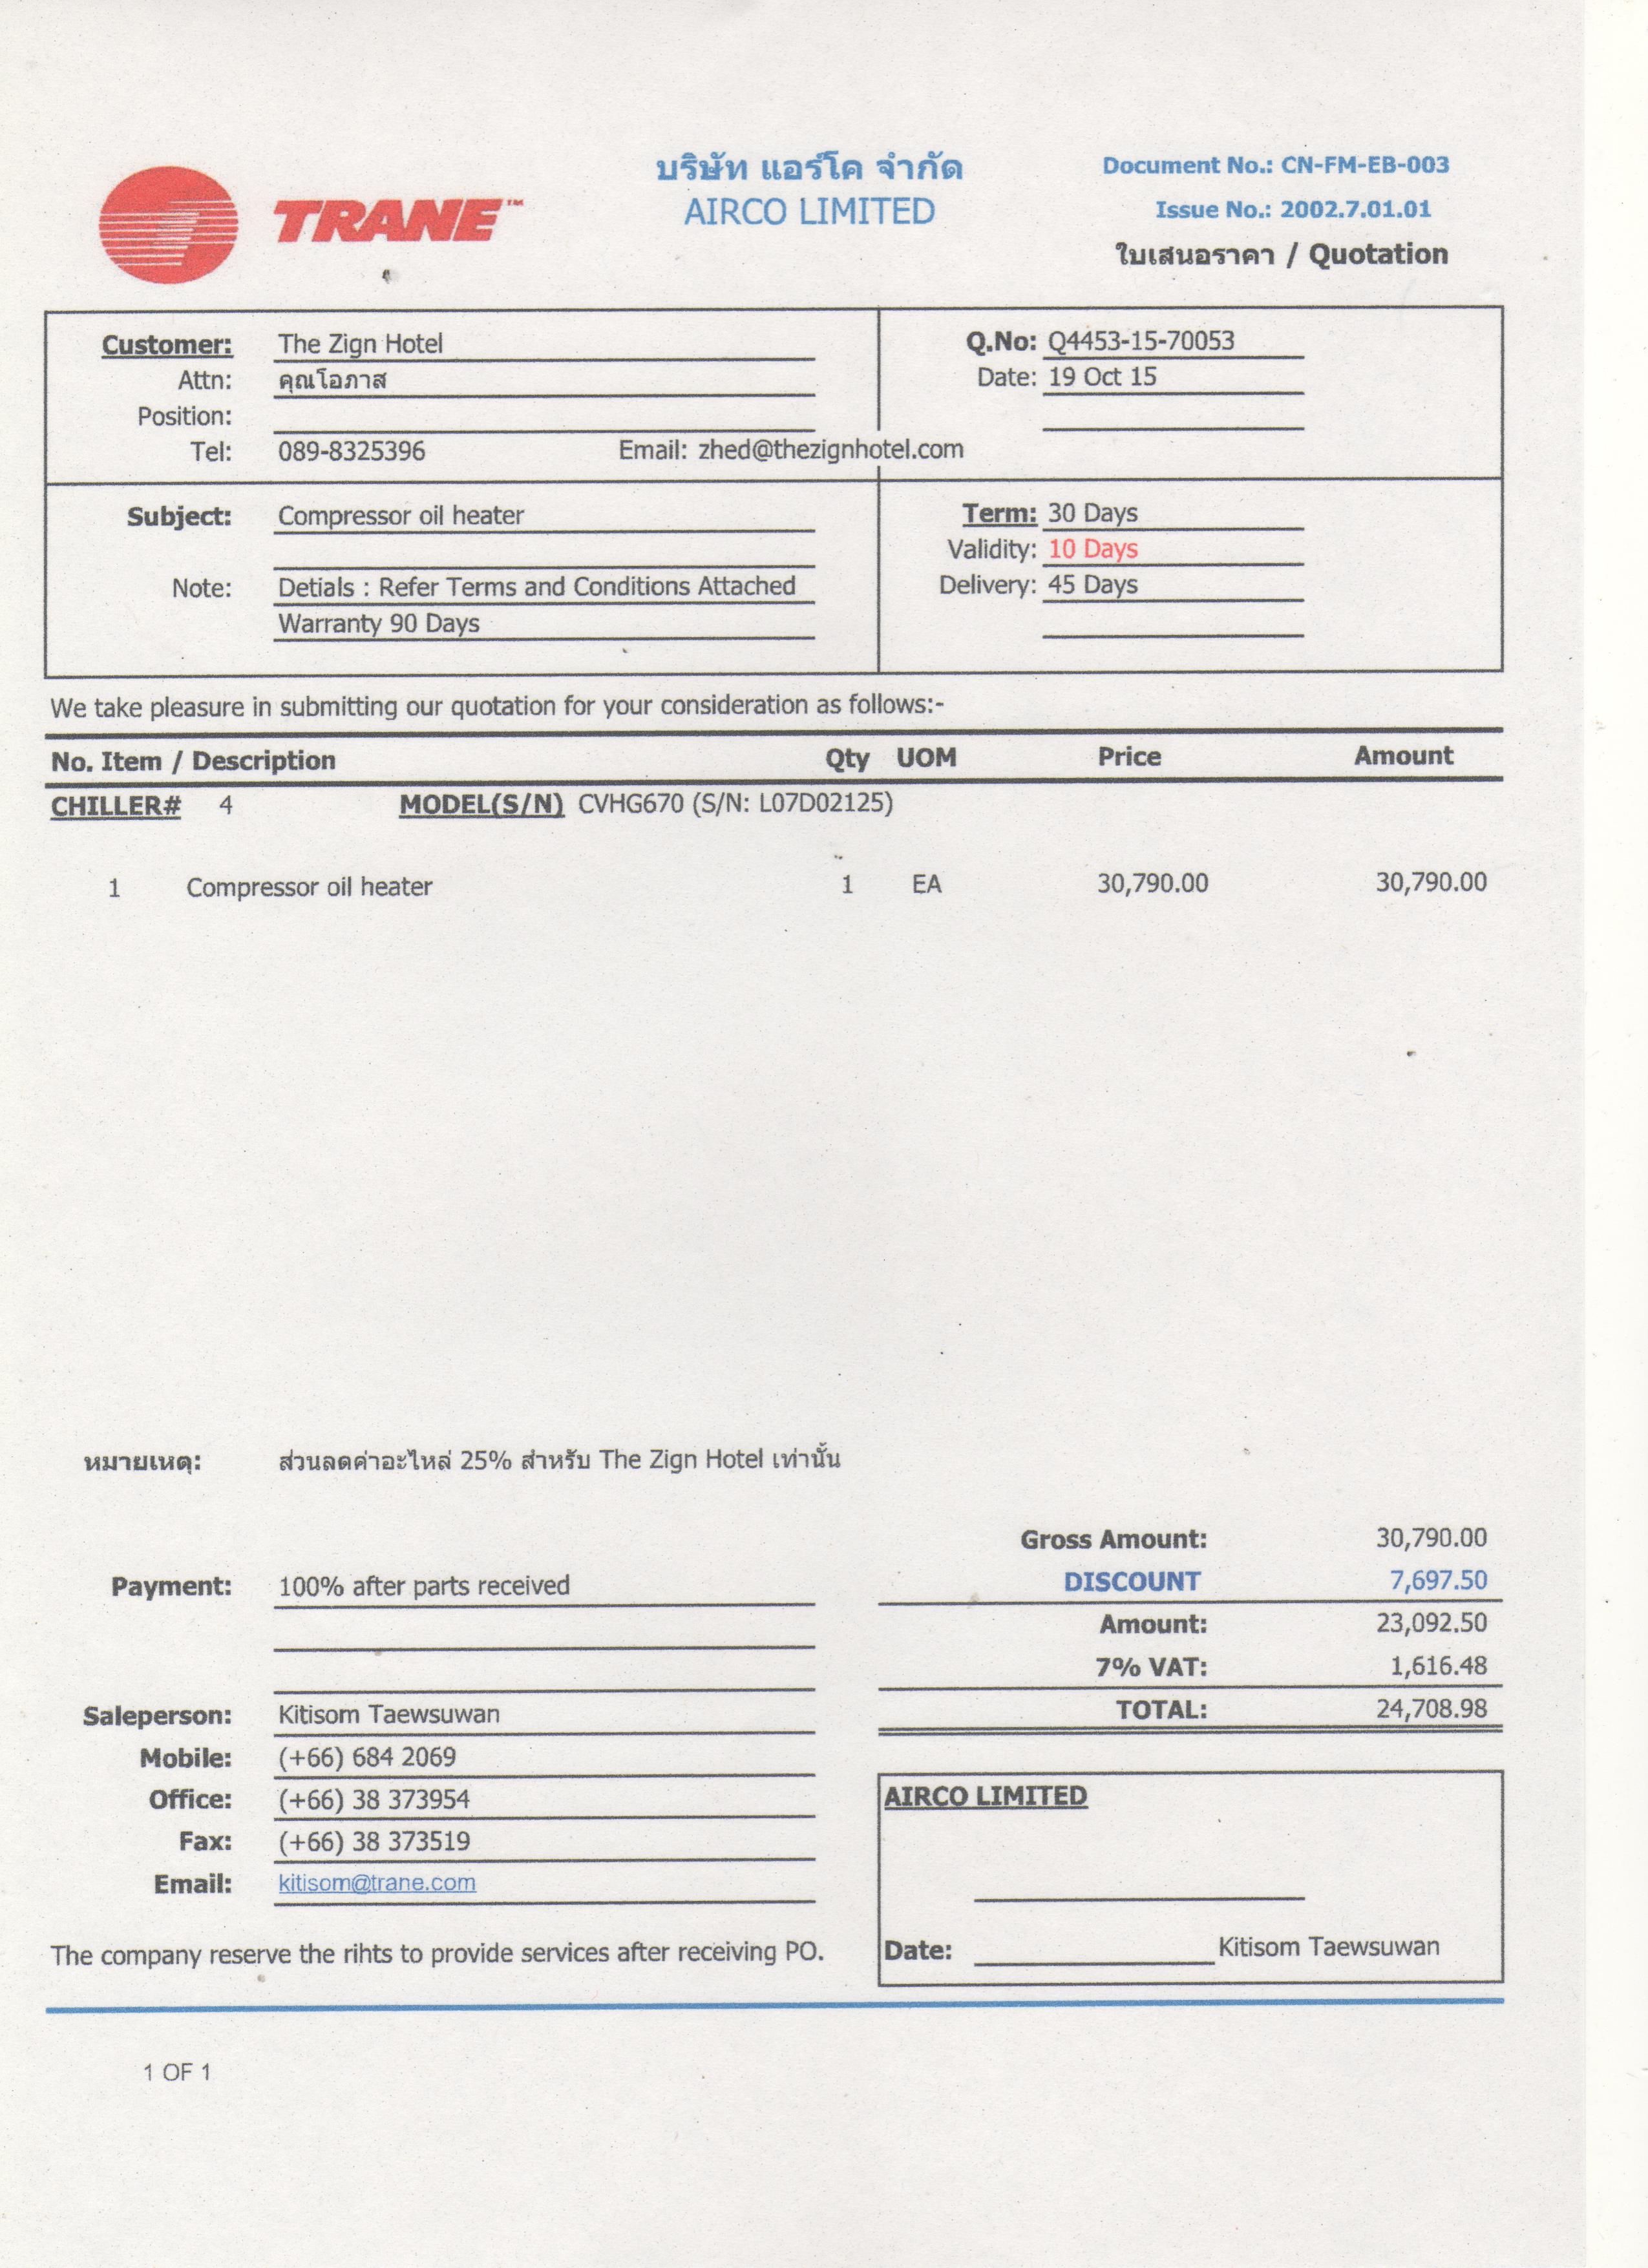 TRANE™
บริษัท แอร์โค จำกัด
AIRCO LIMITED
Document No.: CN-FM-EB-003
Issue No.: 2002.7.01.01
ใบเสนอราคา / Quotation
Customer: The Zign Hotel
Q.No: Q4453-15-70053
Attn: คุณโอภาส
Date: 19 Oct 15
Position:
Tel: 089-8325396 Email: zhed@thezignhotel.com
Subject: Compressor oil heater
Term: 30 Days
Validity: 10 Days
Note: Detials : Refer Terms and Conditions Attached
Delivery: 45 Days
Warranty 90 Days
We take pleasure in submitting our quotation for your consideration as follows:-
No. Item / Description Qty UOM Price Amount
CHILLER# 4 MODEL(S/N) CVHG670 (S/N: L07D02125)
1 Compressor oil heater 1 EA 30,790.00 30,790.00
หมายเหตุ: ส่วนลดค่าอะไหล่ 25% สำหรับ The Zign Hotel เท่านั้น
Gross Amount: 30,790.00
Payment: 100% after parts received
DISCOUNT 7,697.50
Amount: 23,092.50
7% VAT: 1,616.48
Saleperson: Kitisom Taewsuwan
TOTAL: 24,708.98
Mobile: (+66) 684 2069
Office: (+66) 38 373954
AIRCO LIMITED
Fax: (+66) 38 373519
Email: kitisom@trane.com
The company reserve the rihts to provide services after receiving PO.
Date: Kitisom Taewsuwan
1 OF 1